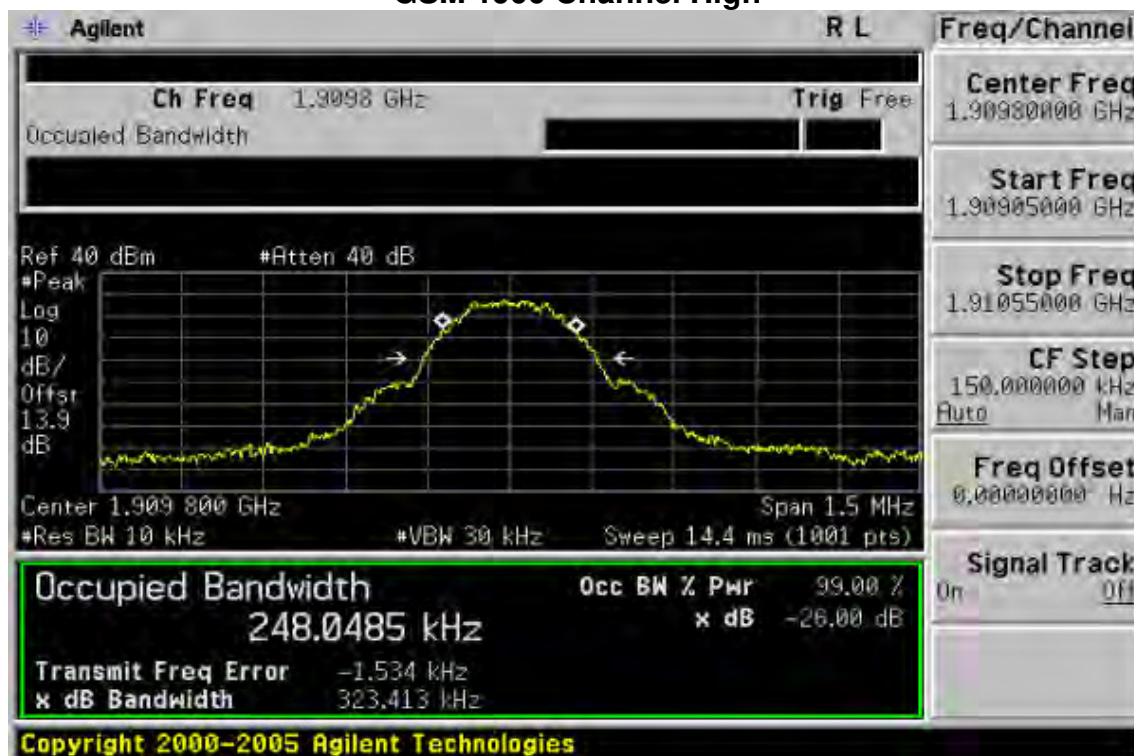 Agilent R L Freq/Channel
Ch Freq 1.9098 GHz Trig Free
Occupied Bandwidth
Center Freq
1.90980000 GHz
Start Freq
1.90905000 GHz
Stop Freq
1.91055000 GHz
CF Step
150.000000 kHz
Auto Man
Freq Offset
0.00000000 Hz
Signal Track
On Off
Ref 40 dBm #Atten 40 dB
#Peak
Log
10
dB/
Offst
13.9
dB
Center 1.909 800 GHz Span 1.5 MHz
#Res BW 10 kHz #VBW 30 kHz Sweep 14.4 ms (1001 pts)
Occupied Bandwidth
248.0485 kHz
Occ BW % Pwr 99.00 %
x dB -26.00 dB
Transmit Freq Error -1.534 kHz
x dB Bandwidth 323.413 kHz
Copyright 2000-2005 Agilent Technologies